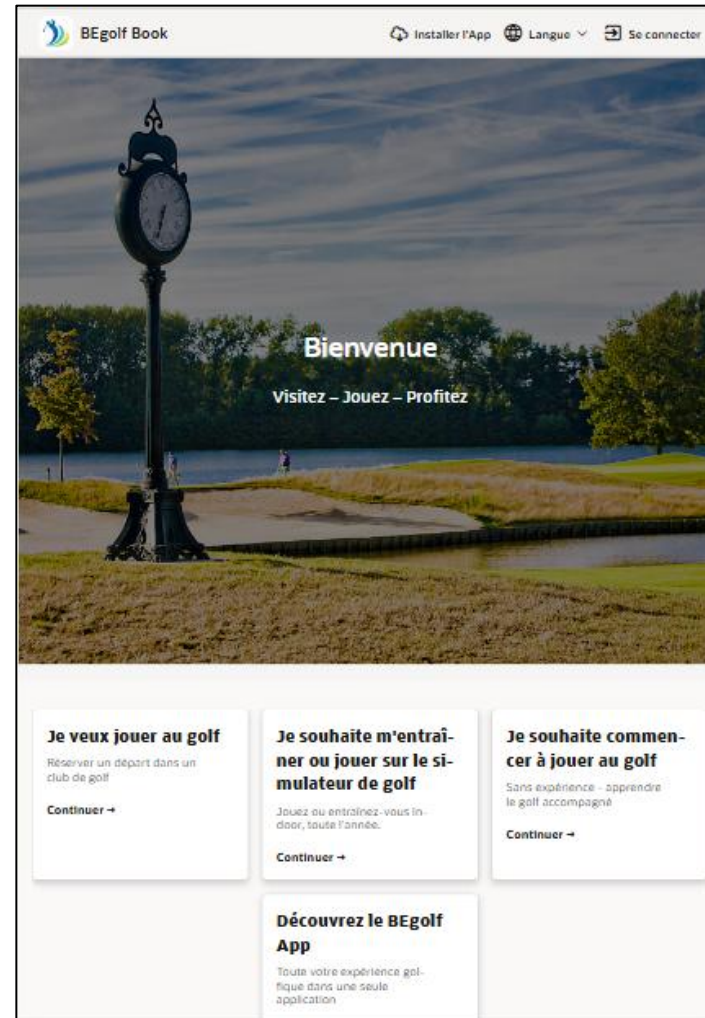 BEgolf Book
Installer l'App
Langue
Se connecter
Bienvenue
Visitez – Jouez – Profitez
Je veux jouer au golf
Réserver un départ dans un
club de golf
Continuer →
Je souhaite m'entraî-
ner ou jouer sur le si-
mulateur de golf
Jouez ou entraînez-vous in-
door, toute l'année.
Continuer →
Je souhaite commen-
cer à jouer au golf
Sans expérience - apprendre
le golf accompagné
Continuer →
Découvrez le BEgolf
App
Toute votre expérience gol-
fique dans une seule
application